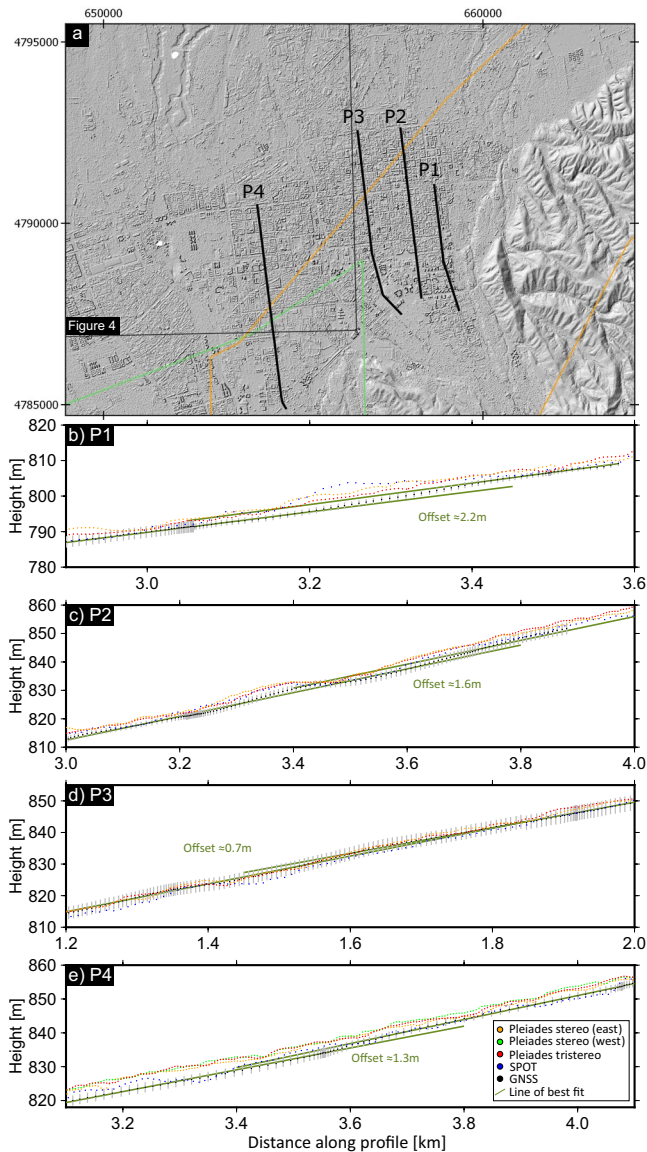 650000 660000
a
4795000
P3 P2
P1
P4
4790000
Figure 4
4785000
b) P1
820
810
800
790
780
Height [m]
Offset ≈2.2m
3.0 3.2 3.4 3.6
c) P2
860
850
840
830
820
810
Height [m]
Offset ≈1.6m
3.0 3.2 3.4 3.6 3.8 4.0
d) P3
850
840
830
820
810
Height [m]
Offset ≈0.7m
1.2 1.4 1.6 1.8 2.0
e) P4
860
850
840
830
820
Height [m]
Offset ≈1.3m
Pleiades stereo (east)
Pleiades stereo (west)
Pleiades tristereo
SPOT
GNSS
Line of best fit
3.2 3.4 3.6 3.8 4.0
Distance along profile [km]